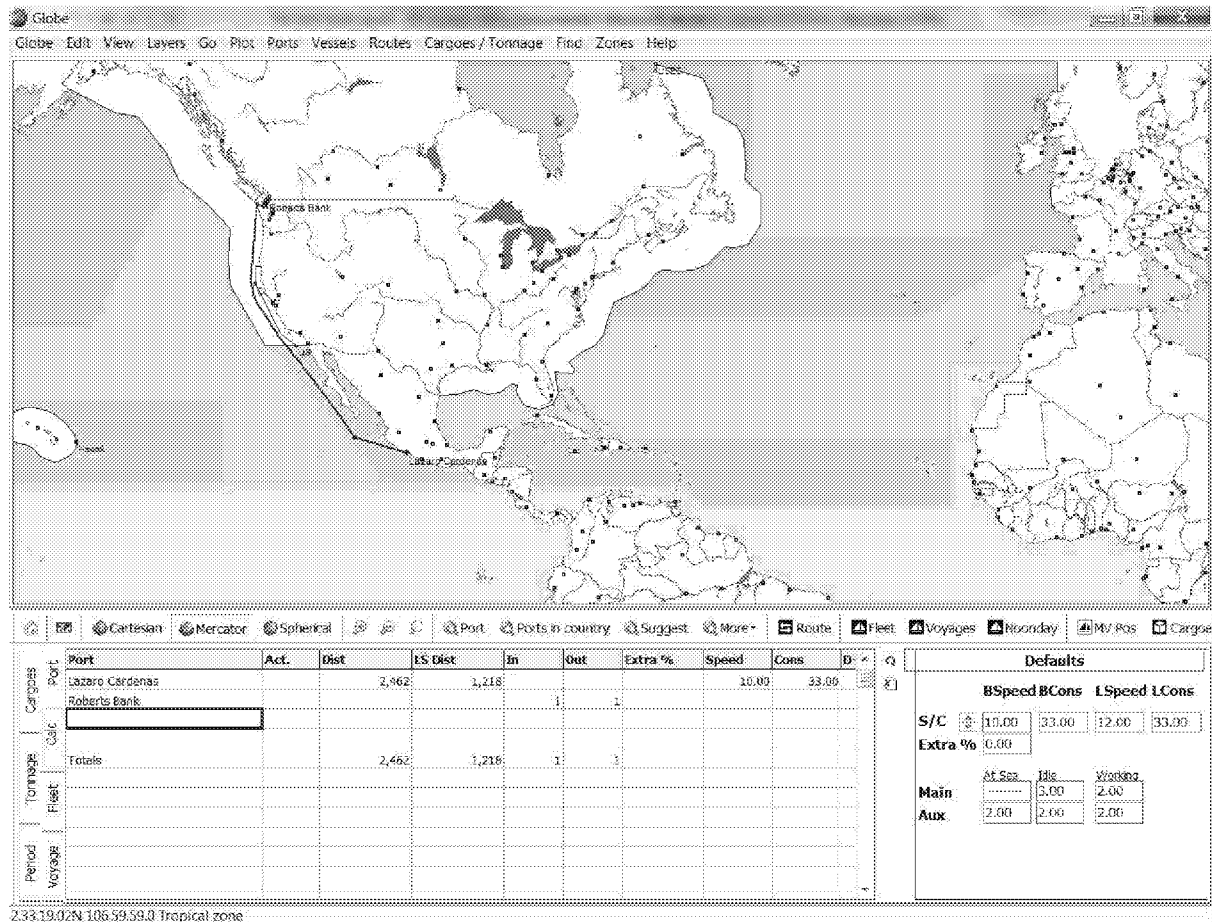 Globe
Globe Edit View Layers Go Plot Ports Vessels Routes Cargoes / Tonnage Find Zones Help
Roberts Bank
Hawaii
Lazaro Cardenas
Cartesian Mercator Spherical Port Ports in country Suggest More Route Fleet Voyages Noonday MV Pos Cargoe
Cargoes
Tonnage
Period
Port
Calc
Fleet
Voyage
Port Act. Dist LS Dist In Out Extra % Speed Cons D
Lazaro Cardenas 2,462 1,218 10.00 33.00
Roberts Bank 1 1
Totals 2,462 1,218 1 1
Defaults
BSpeed BCons LSpeed LCons
S/C 10.00 33.00 12.00 33.00
Extra % 0.00
At Sea Idle Working
Main ------- 3.00 2.00
Aux 2.00 2.00 2.00
2.33.19.02N 106.59.59.0 Tropical zone